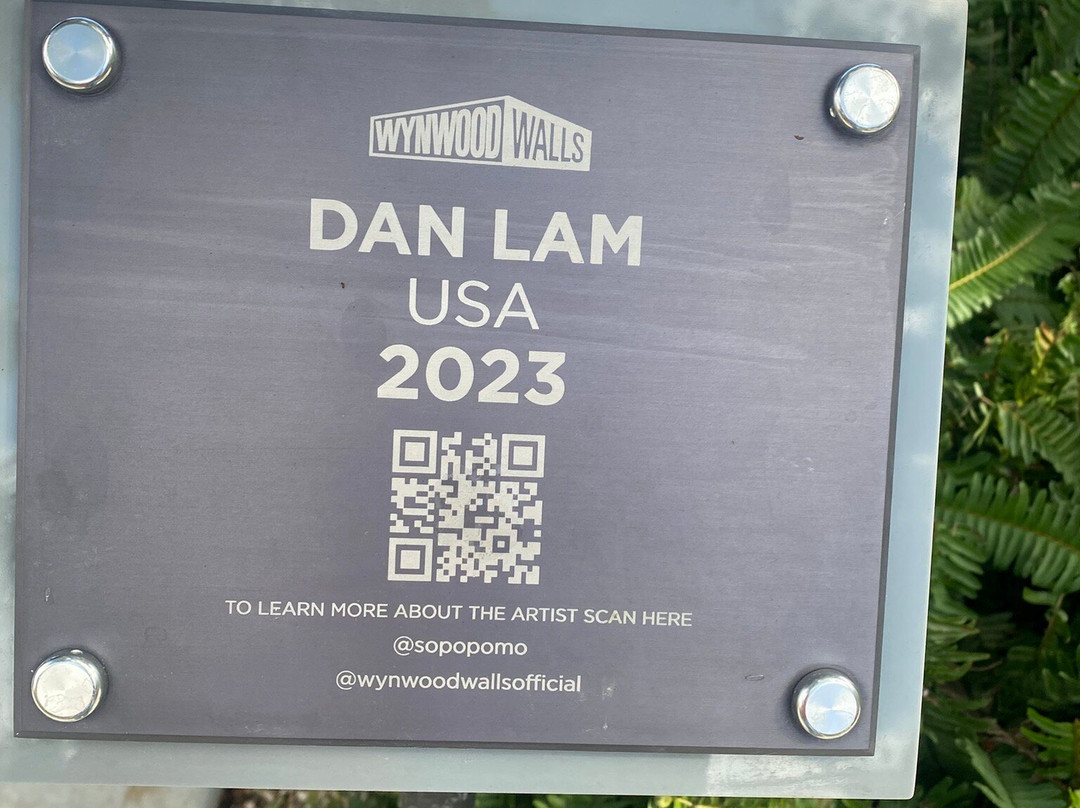 WYNWOOD WALLS
DAN LAM
USA
2023
TO LEARN MORE ABOUT THE ARTIST SCAN HERE
@sopopomo
@wynwoodwallsofficial